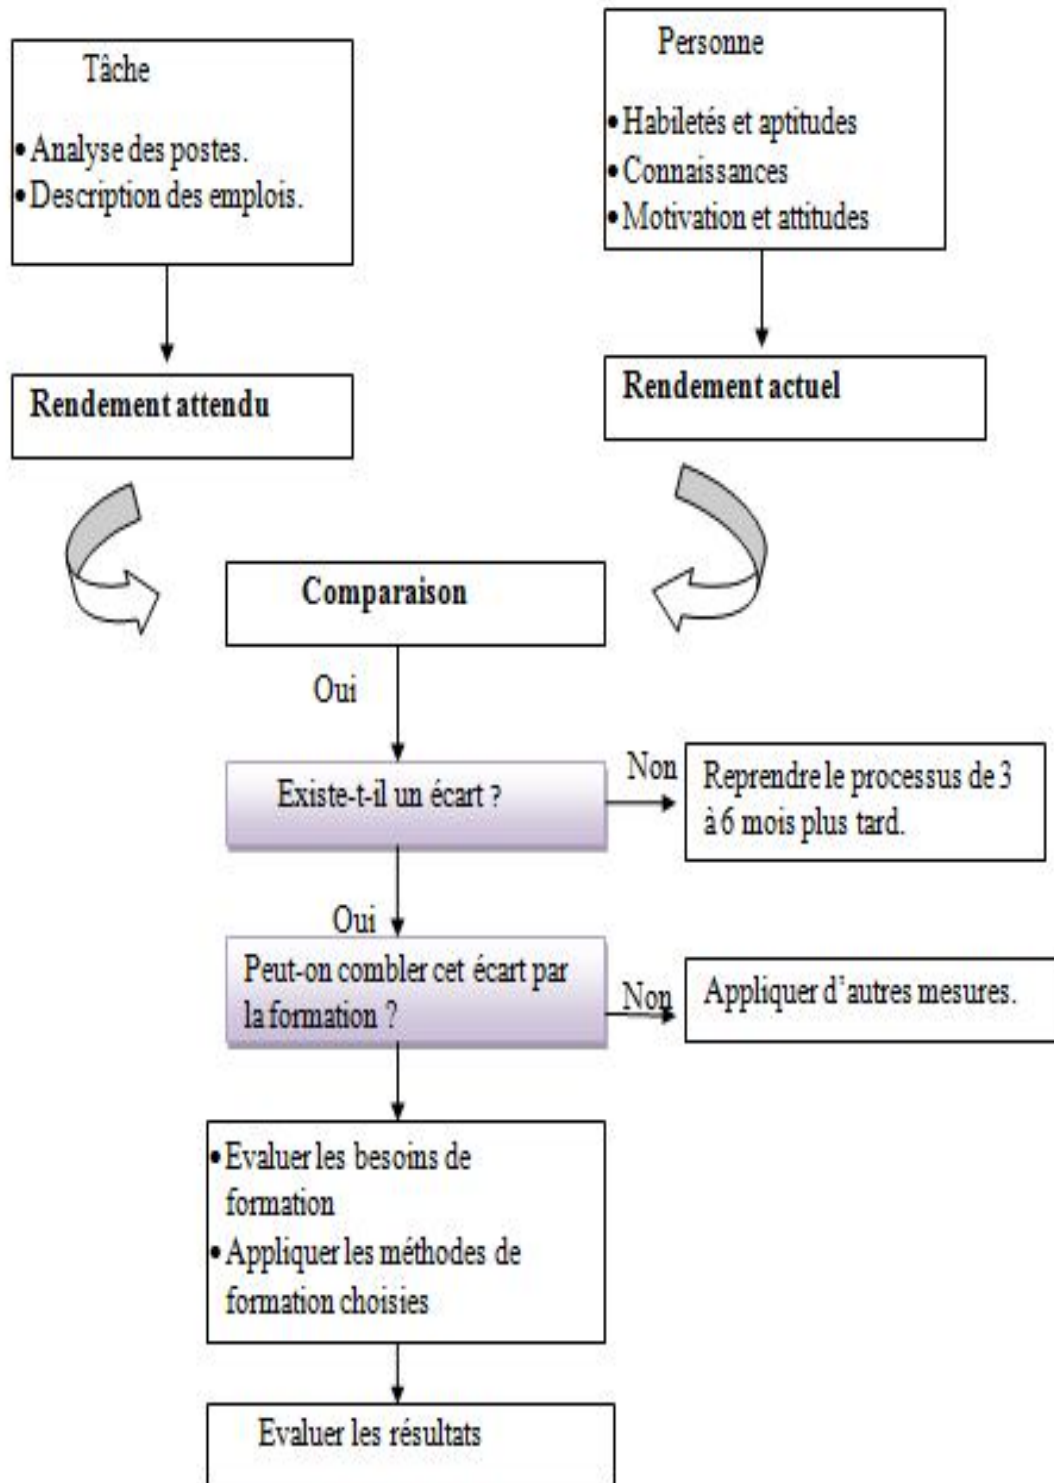 Tâche
• Analyse des postes.
• Description des emplois.
Personne
• Habiletés et aptitudes
• Connaissances
• Motivation et attitudes
Rendement attendu
Rendement actuel
Comparaison
Oui
Existe-t-il un écart ?
Non
Reprendre le processus de 3
à 6 mois plus tard.
Oui
Peut-on combler cet écart par
la formation ?
Non
Appliquer d’autres mesures.
• Evaluer les besoins de
formation
• Appliquer les méthodes de
formation choisies
Evaluer les résultats